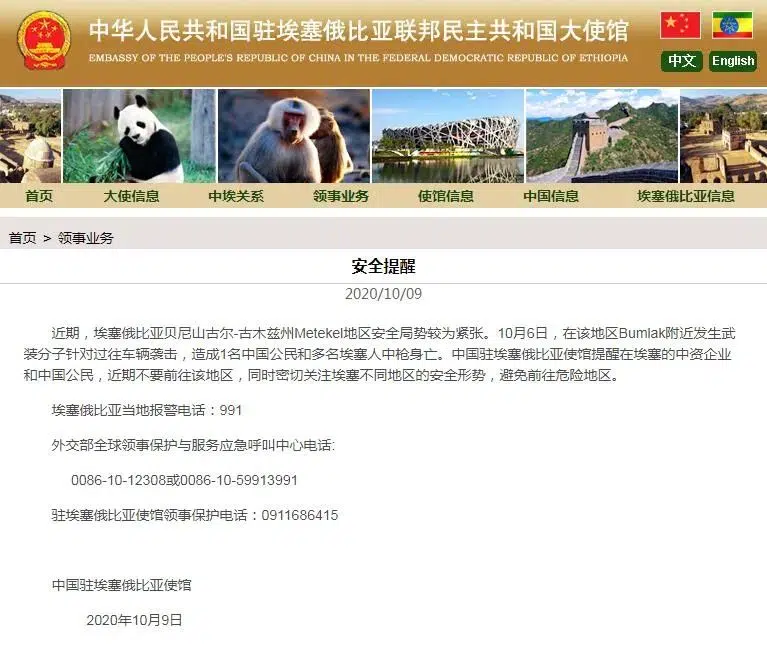 中华人民共和国驻埃塞俄比亚联邦民主共和国大使馆
EMBASSY OF THE PEOPLE'S REPUBLIC OF CHINA IN THE FEDERAL DEMOCRATIC REPUBLIC OF ETHIOPIA
中文 English
首页 大使信息 中埃关系 领事业务 使馆信息 中国信息 埃塞俄比亚信息
首页 > 领事业务
安全提醒
2020/10/09
近期，埃塞俄比亚贝尼山古尔-古木兹州Metekel地区安全局势较为紧张。10月6日，在该地区Bumlak附近发生武
装分子针对过往车辆袭击，造成1名中国公民和多名埃塞人中枪身亡。中国驻埃塞俄比亚使馆提醒在埃塞的中资企业
和中国公民，近期不要前往该地区，同时密切关注埃塞不同地区的安全形势，避免前往危险地区。
埃塞俄比亚当地报警电话：991
外交部全球领事保护与服务应急呼叫中心电话:
0086-10-12308或0086-10-59913991
驻埃塞俄比亚使馆领事保护电话：0911686415
中国驻埃塞俄比亚使馆
2020年10月9日